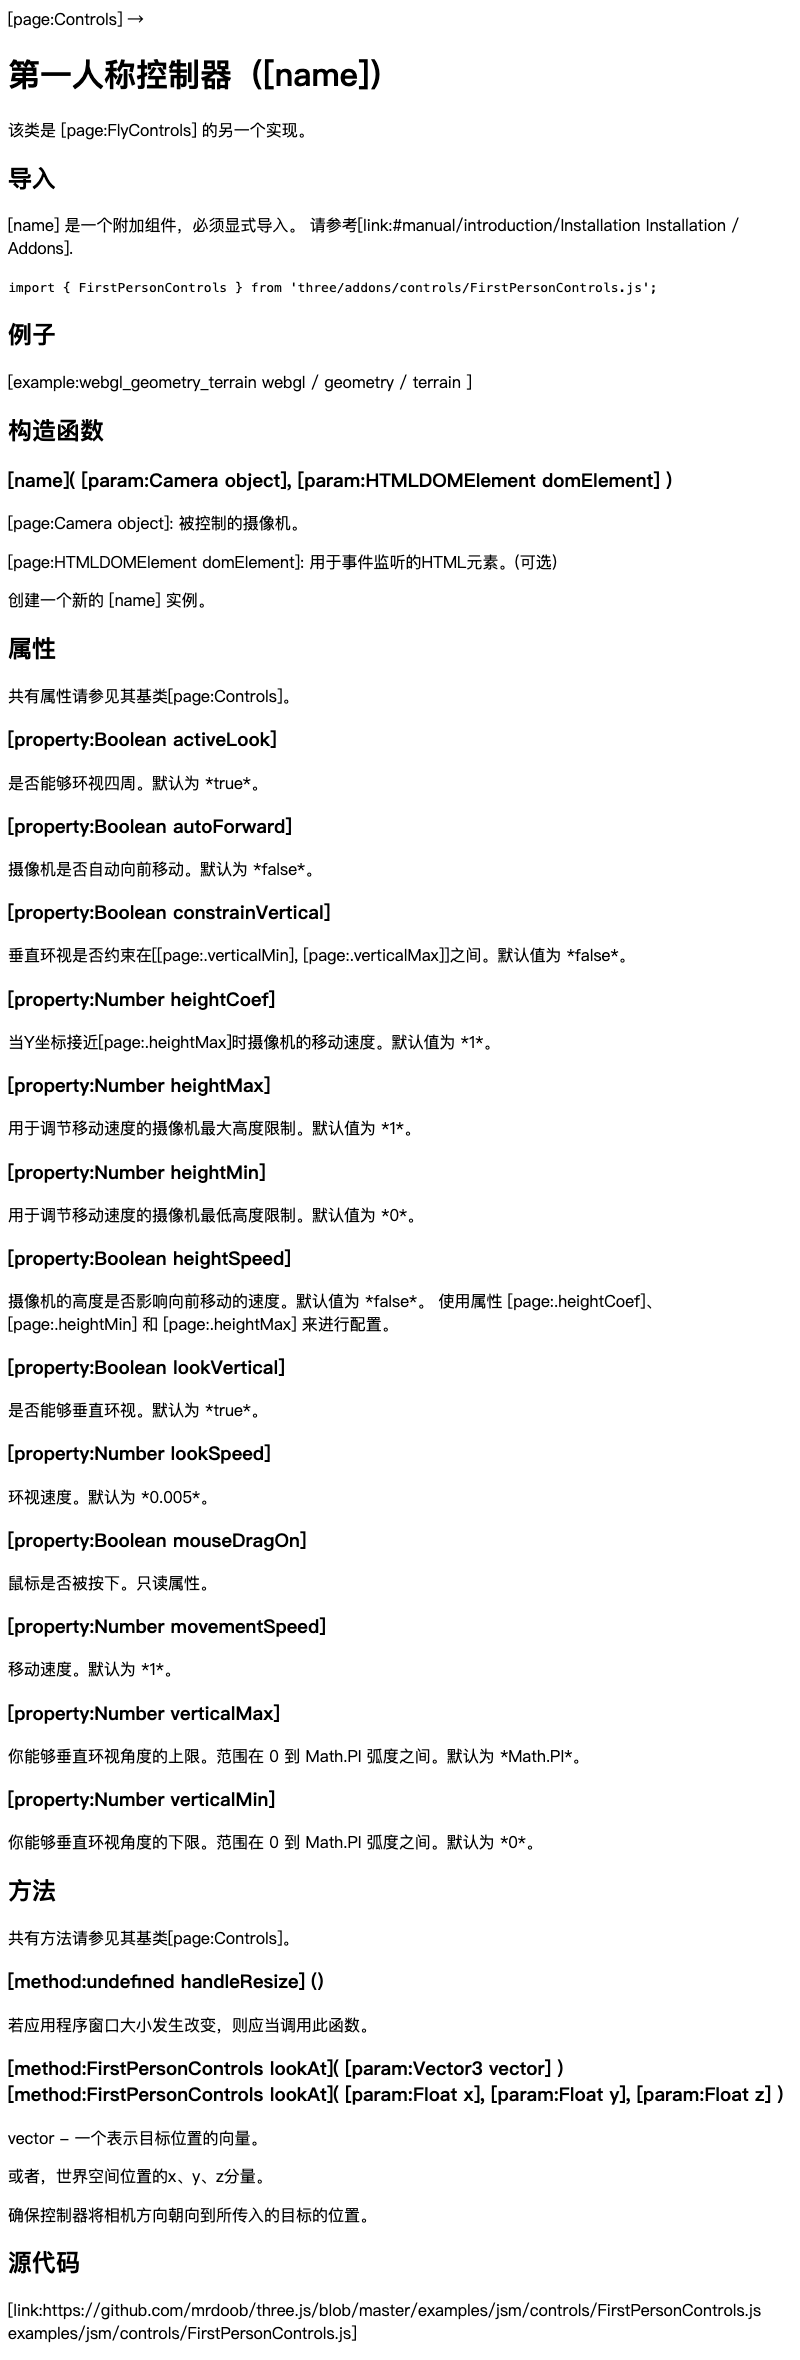 [page:Controls] →
第一人称控制器（[name]）
该类是 [page:FlyControls] 的另一个实现。
导入
[name] 是一个附加组件，必须显式导入。 请参考[link:#manual/introduction/Installation Installation /
Addons].
import { FirstPersonControls } from 'three/addons/controls/FirstPersonControls.js';
例子
[example:webgl_geometry_terrain webgl / geometry / terrain ]
构造函数
[name]( [param:Camera object], [param:HTMLDOMElement domElement] )
[page:Camera object]: 被控制的摄像机。
[page:HTMLDOMElement domElement]: 用于事件监听的HTML元素。(可选)
创建一个新的 [name] 实例。
属性
共有属性请参见其基类[page:Controls]。
[property:Boolean activeLook]
是否能够环视四周。默认为 *true*。
[property:Boolean autoForward]
摄像机是否自动向前移动。默认为 *false*。
[property:Boolean constrainVertical]
垂直环视是否约束在[[page:.verticalMin], [page:.verticalMax]]之间。默认值为 *false*。
[property:Number heightCoef]
当Y坐标接近[page:.heightMax]时摄像机的移动速度。默认值为 *1*。
[property:Number heightMax]
用于调节移动速度的摄像机最大高度限制。默认值为 *1*。
[property:Number heightMin]
用于调节移动速度的摄像机最低高度限制。默认值为 *0*。
[property:Boolean heightSpeed]
摄像机的高度是否影响向前移动的速度。默认值为 *false*。 使用属性 [page:.heightCoef]、
[page:.heightMin] 和 [page:.heightMax] 来进行配置。
[property:Boolean lookVertical]
是否能够垂直环视。默认为 *true*。
[property:Number lookSpeed]
环视速度。默认为 *0.005*。
[property:Boolean mouseDragOn]
鼠标是否被按下。只读属性。
[property:Number movementSpeed]
移动速度。默认为 *1*。
[property:Number verticalMax]
你能够垂直环视角度的上限。范围在 0 到 Math.PI 弧度之间。默认为 *Math.PI*。
[property:Number verticalMin]
你能够垂直环视角度的下限。范围在 0 到 Math.PI 弧度之间。默认为 *0*。
方法
共有方法请参见其基类[page:Controls]。
[method:undefined handleResize] ()
若应用程序窗口大小发生改变，则应当调用此函数。
[method:FirstPersonControls lookAt]( [param:Vector3 vector] )
[method:FirstPersonControls lookAt]( [param:Float x], [param:Float y], [param:Float z] )
vector - 一个表示目标位置的向量。
或者，世界空间位置的x、y、z分量。
确保控制器将相机方向朝向到所传入的目标的位置。
源代码
[link:https://github.com/mrdoob/three.js/blob/master/examples/jsm/controls/FirstPersonControls.js
examples/jsm/controls/FirstPersonControls.js]